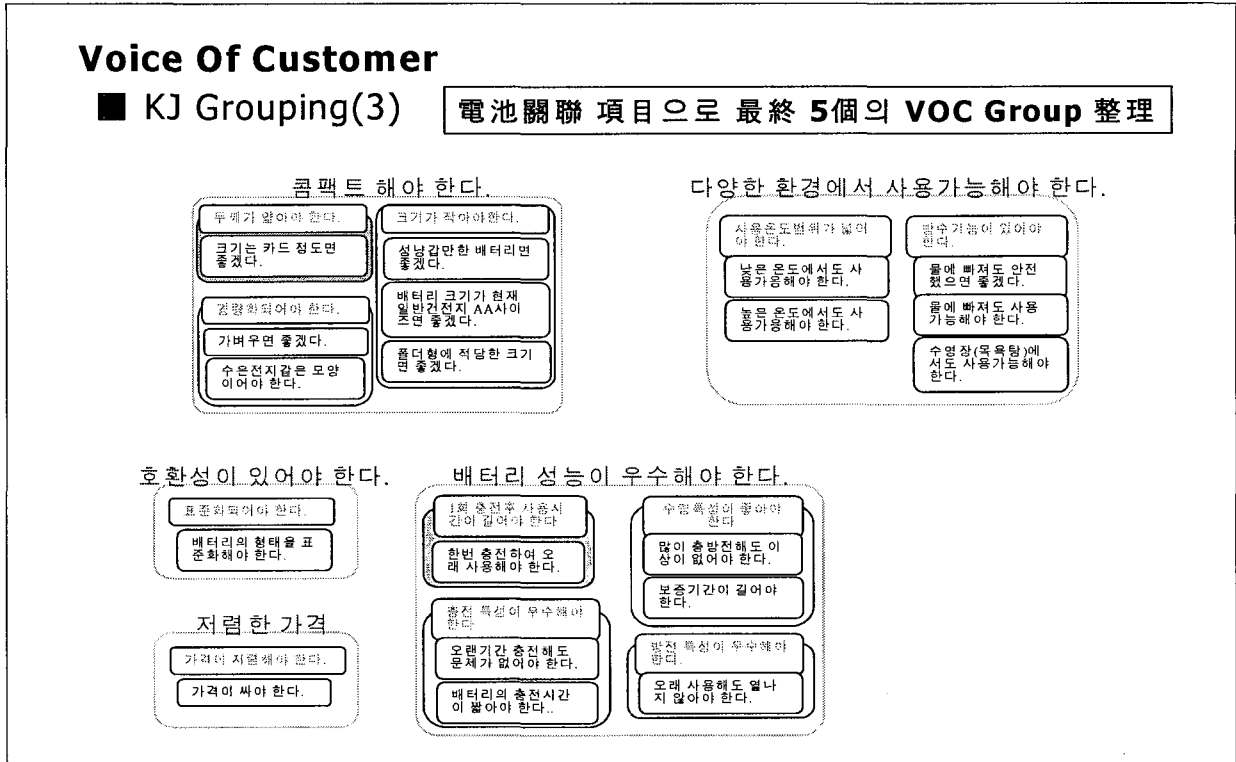 Voice Of Customer
■ KJ Grouping(3)
電池關聯 項目으로 最終 5個의 VOC Group 整理
콤팩트 해야 한다.
두께가 얇아야 한다.
크기는 카드 정도면
좋겠다.
경량화되어야 한다.
가벼우면 좋겠다.
수은전지같은 모양
이어야 한다.
크기가 작아야한다.
성냥갑만한 배터리면
좋겠다.
배터리 크기가 현재
일반건전지 AA사이
즈면 좋겠다.
폴더형에 적당한 크기
면 좋겠다.
다양한 환경에서 사용가능해야 한다.
사용온도범위가 넓어
야 한다.
낮은 온도에서도 사
용가응해야 한다.
높은 온도에서도 사
용가응해야 한다.
방수기능이 있어야
한다.
물에 빠져도 안전
했으면 좋겠다.
물에 빠져도 사용
가능해야 한다.
수영장(목욕탕)에
서도 사용가능해야
한다.
호환성이 있어야 한다.
표준화되어야 한다.
배터리의 형태을 표
준화해야 한다.
저렴한 가격
가격이 저렴해야 한다.
가격이 싸야 한다.
배터리 성능이 우수해야 한다.
1회 충전후 사용시
간이 길어야 한다
한번 충전하여 오
래 사용해야 한다.
충전 특성이 우수해야
한다
오랜기간 충전해도
문제가 없어야 한다.
배터리의 충전시간
이 짧아야 한다..
수명특성이 좋아야
한다
많이 충방전해도 이
상이 없어야 한다.
보증기간이 길어야
한다.
방전 특성이 우수해야
한다.
오래 사용해도 열나
지 않아야 한다.